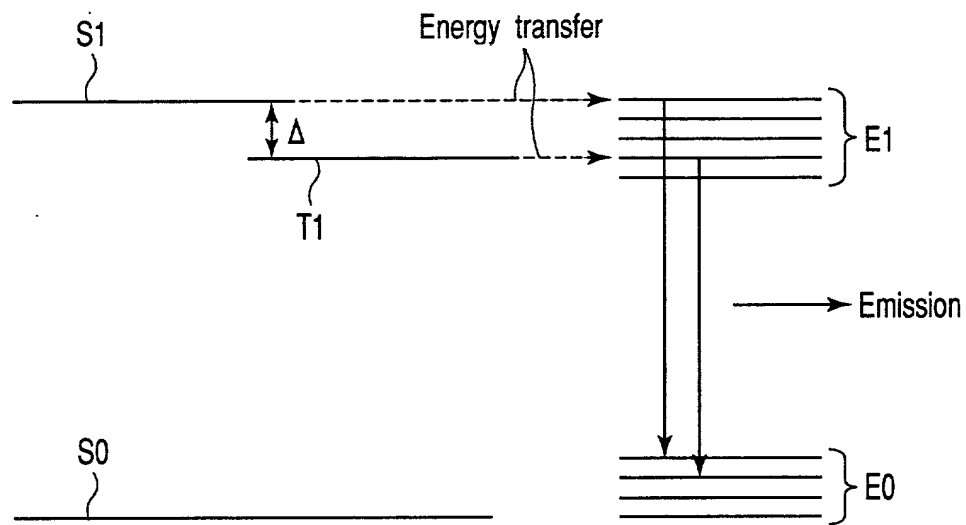 S1
Energy transfer
Δ
E1
T1
Emission
S0
E0